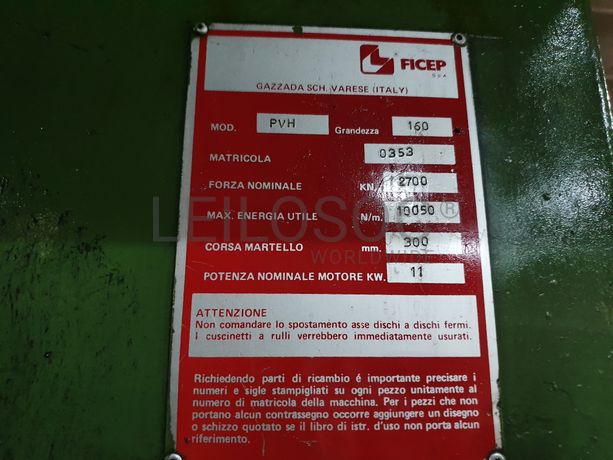 FICEP
S.p.A.
GAZZADA SCH. VARESE (ITALY)
MOD. PVH Grandezza 160
MATRICOLA 0353
FORZA NOMINALE KN. 2700
MAX. ENERGIA UTILE N/m. 10050
LEILOSOC®
WORLDWIDE
CORSA MARTELLO mm. 300
POTENZA NOMINALE MOTORE KW. 11
ATTENZIONE
Non comandare lo spostamento asse dischi a dischi fermi.
I cuscinetti a rulli verrebbero immediatamente usurati.
Richiedendo parti di ricambio é importante precisare i
numeri e sigle stampigliati su ogni pezzo unitamente al
numero di matricola della macchina. Per i pezzi che non
portano alcun contrassegno occorre aggiungere un disegno
o schizzo quotato se il libro di istr. d'uso non porta alcun
riferimento.